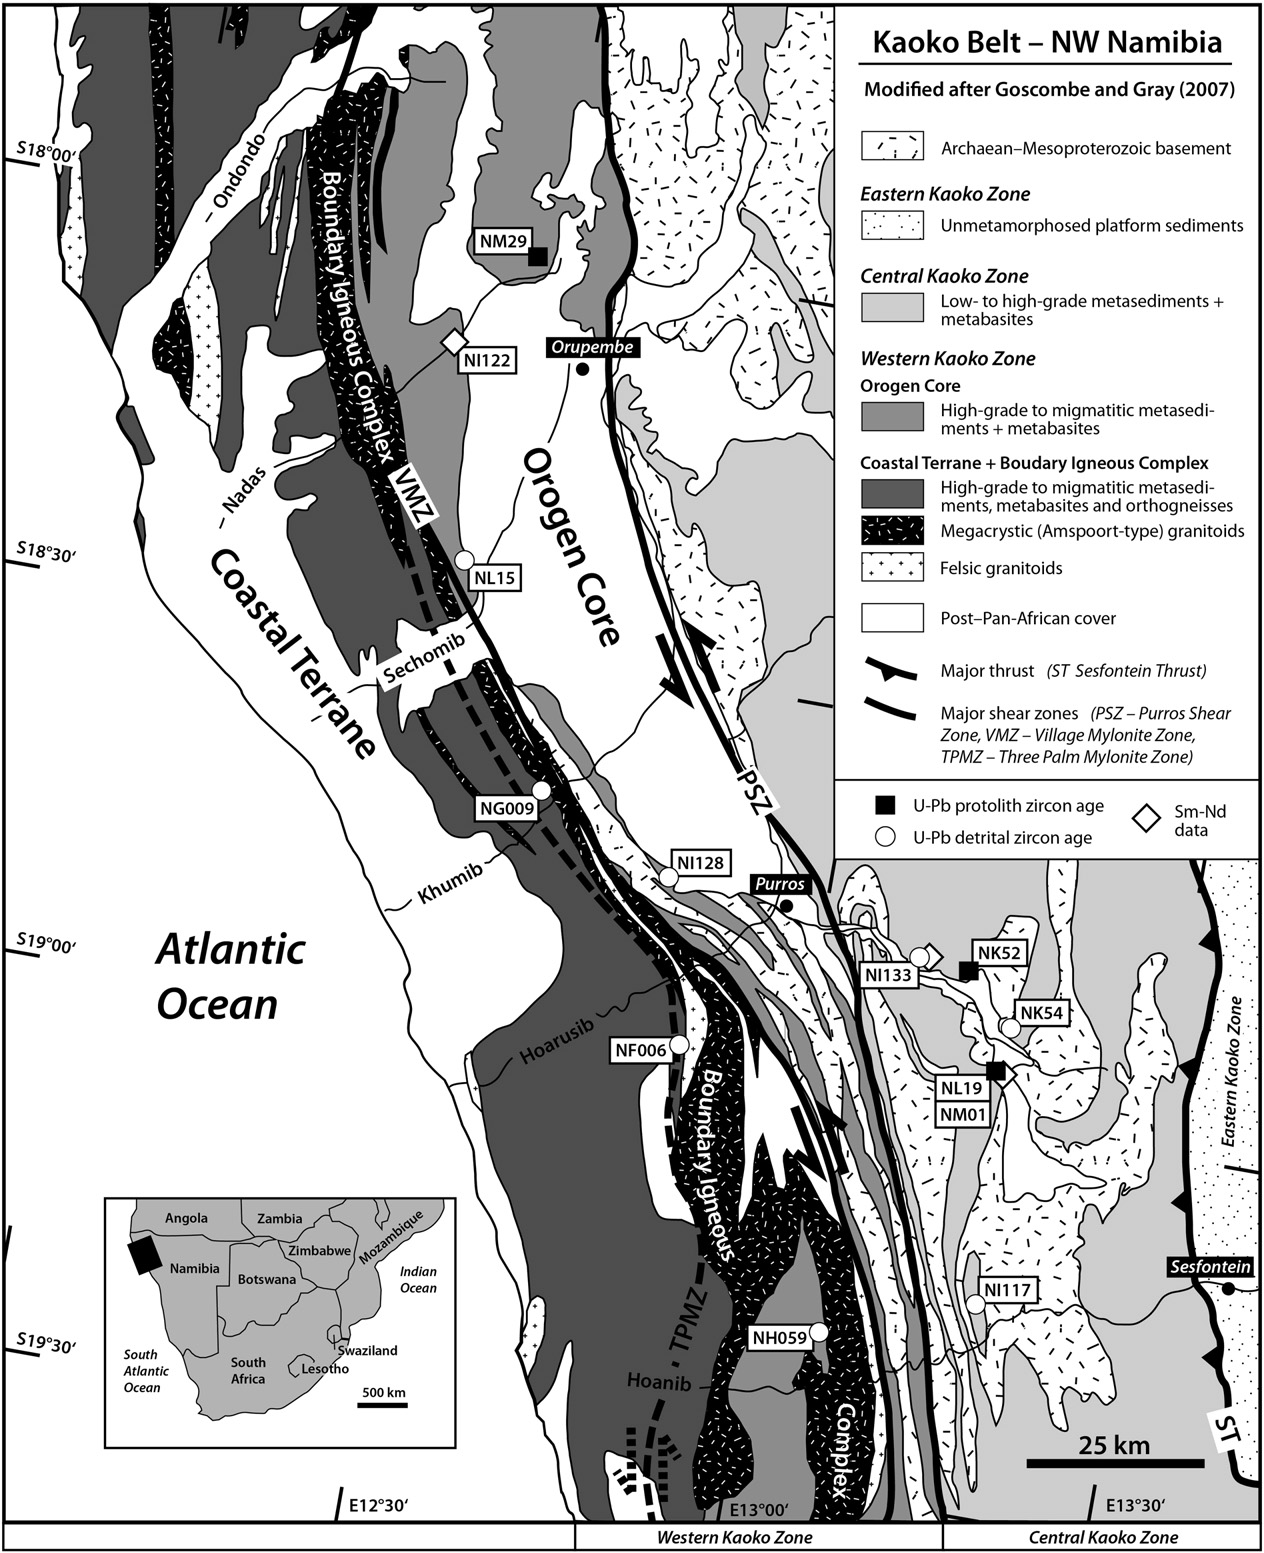 Kaoko Belt – NW Namibia
Modified after Goscombe and Gray (2007)
Archaean–Mesoproterozoic basement
Eastern Kaoko Zone
Unmetamorphosed platform sediments
Central Kaoko Zone
Low- to high-grade metasediments +
metabasites
Western Kaoko Zone
Orogen Core
High-grade to migmatitic metasedi-
ments + metabasites
Coastal Terrane + Boudary Igneous Complex
High-grade to migmatitic metasedi-
ments, metabasites and orthogneisses
Megacrystic (Amspoort-type) granitoids
Felsic granitoids
Post–Pan-African cover
Major thrust (ST Sesfontein Thrust)
Major shear zones (PSZ – Purros Shear
Zone, VMZ – Village Mylonite Zone,
TPMZ – Three Palm Mylonite Zone)
U-Pb protolith zircon age
U-Pb detrital zircon age
Sm-Nd
data
S18°00‘
Ondondo
Boundary Igneous Complex
NM29
NI122
Orupembe
Nadas
VMZ
Orogen Core
S18°30‘
NL15
Coastal Terrane
Sechomib
PSZ
NG009
NI128
Khumib
Purros
S19°00‘
Atlantic
Ocean
NI133
NK52
NK54
Hoarusib
NF006
NL19
NM01
Boundary Igneous
Eastern Kaoko Zone
Sesfontein
NI117
TPMZ
NH059
S19°30‘
Hoanib
Complex
ST
25 km
Angola
Zambia
Zimbabwe
Mozambique
Namibia
Botswana
Indian
Ocean
South
Atlantic
Ocean
South
Africa
Swaziland
Lesotho
500 km
E12°30‘
E13°00‘
E13°30‘
Western Kaoko Zone
Central Kaoko Zone